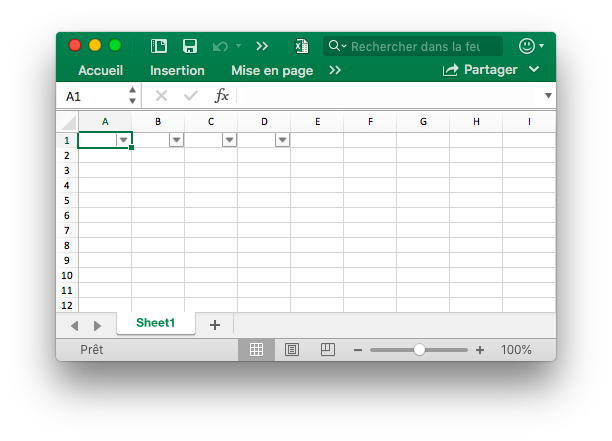 Rechercher dans la feu
Accueil Insertion Mise en page Partager
A1 fx
A B C D E F G H I
1
2
3
4
5
6
7
8
9
10
11
12
Sheet1
Prêt 100%